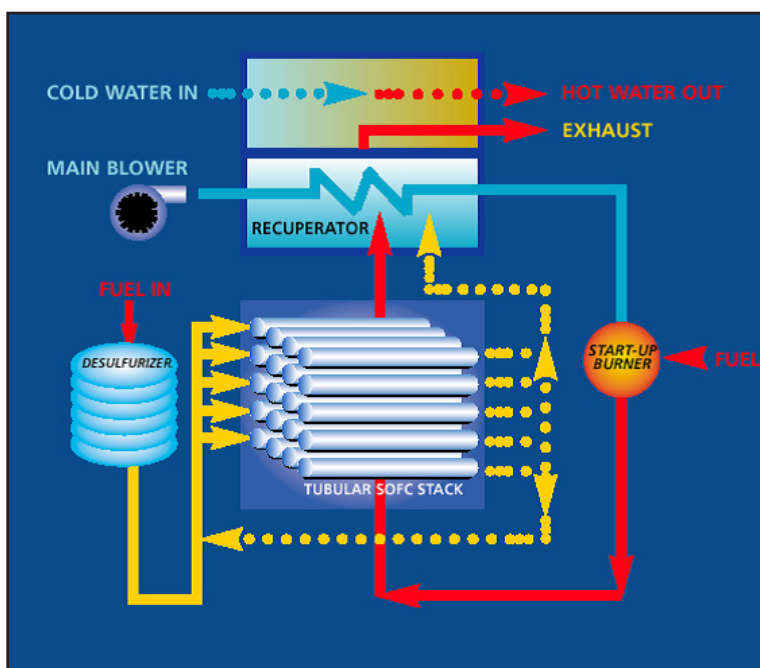 COLD WATER IN
HOT WATER OUT
EXHAUST
MAIN BLOWER
RECUPERATOR
FUEL IN
DESULFURIZER
START-UP
BURNER
FUEL
TUBULAR SOFC STACK